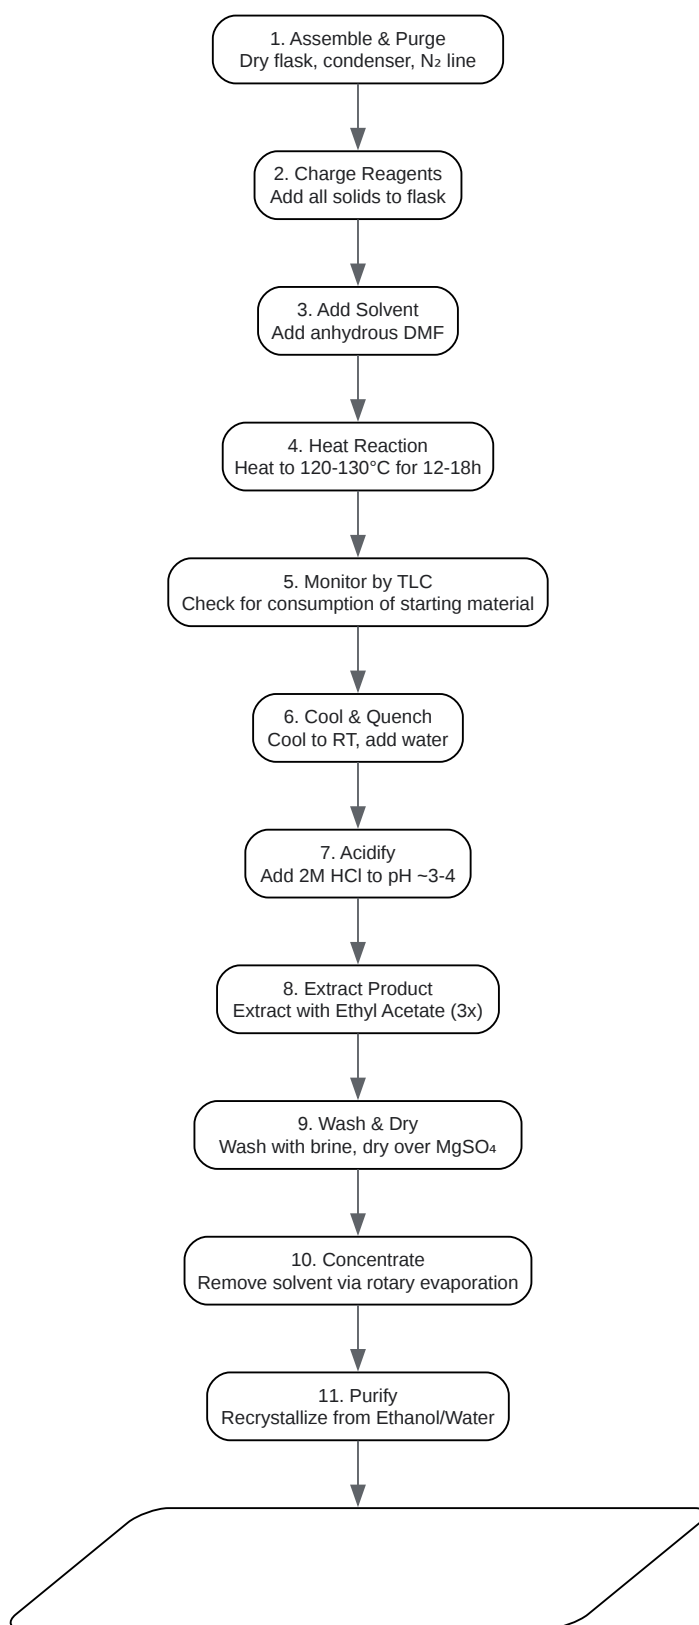 1. Assemble & Purge
Dry flask, condenser, N₂ line
2. Charge Reagents
Add all solids to flask
3. Add Solvent
Add anhydrous DMF
4. Heat Reaction
Heat to 120-130°C for 12-18h
5. Monitor by TLC
Check for consumption of starting material
6. Cool & Quench
Cool to RT, add water
7. Acidify
Add 2M HCl to pH ~3-4
8. Extract Product
Extract with Ethyl Acetate (3x)
9. Wash & Dry
Wash with brine, dry over MgSO₄
10. Concentrate
Remove solvent via rotary evaporation
11. Purify
Recrystallize from Ethanol/Water